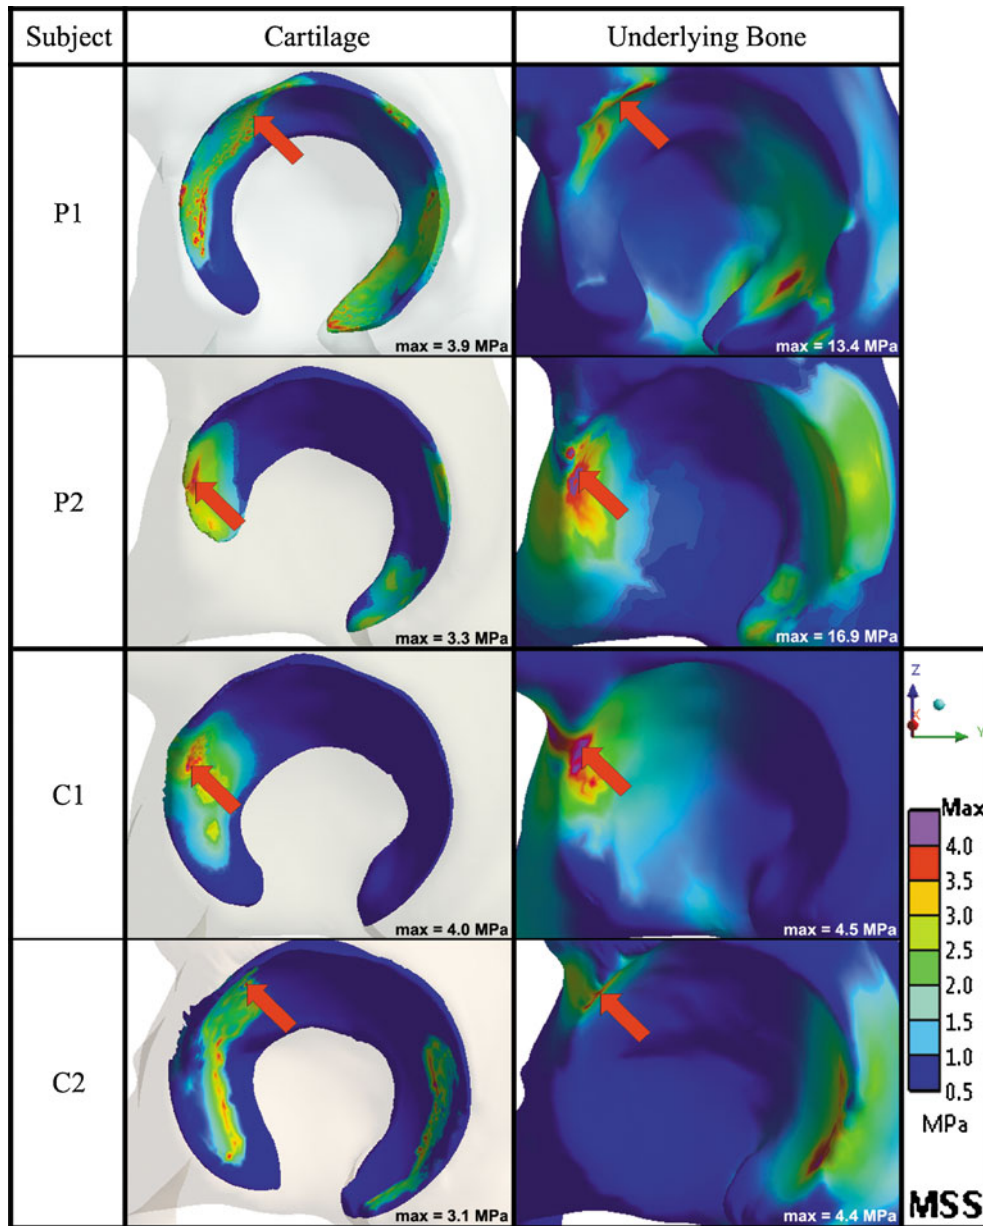 Subject Cartilage Underlying Bone
P1
max = 3.9 MPa
max = 13.4 MPa
P2
max = 3.3 MPa
max = 16.9 MPa
C1
max = 4.0 MPa
max = 4.5 MPa
C2
max = 3.1 MPa
max = 4.4 MPa
Z
X
Y
Max
4.0
3.5
3.0
2.5
2.0
1.5
1.0
0.5
MPa
MSS